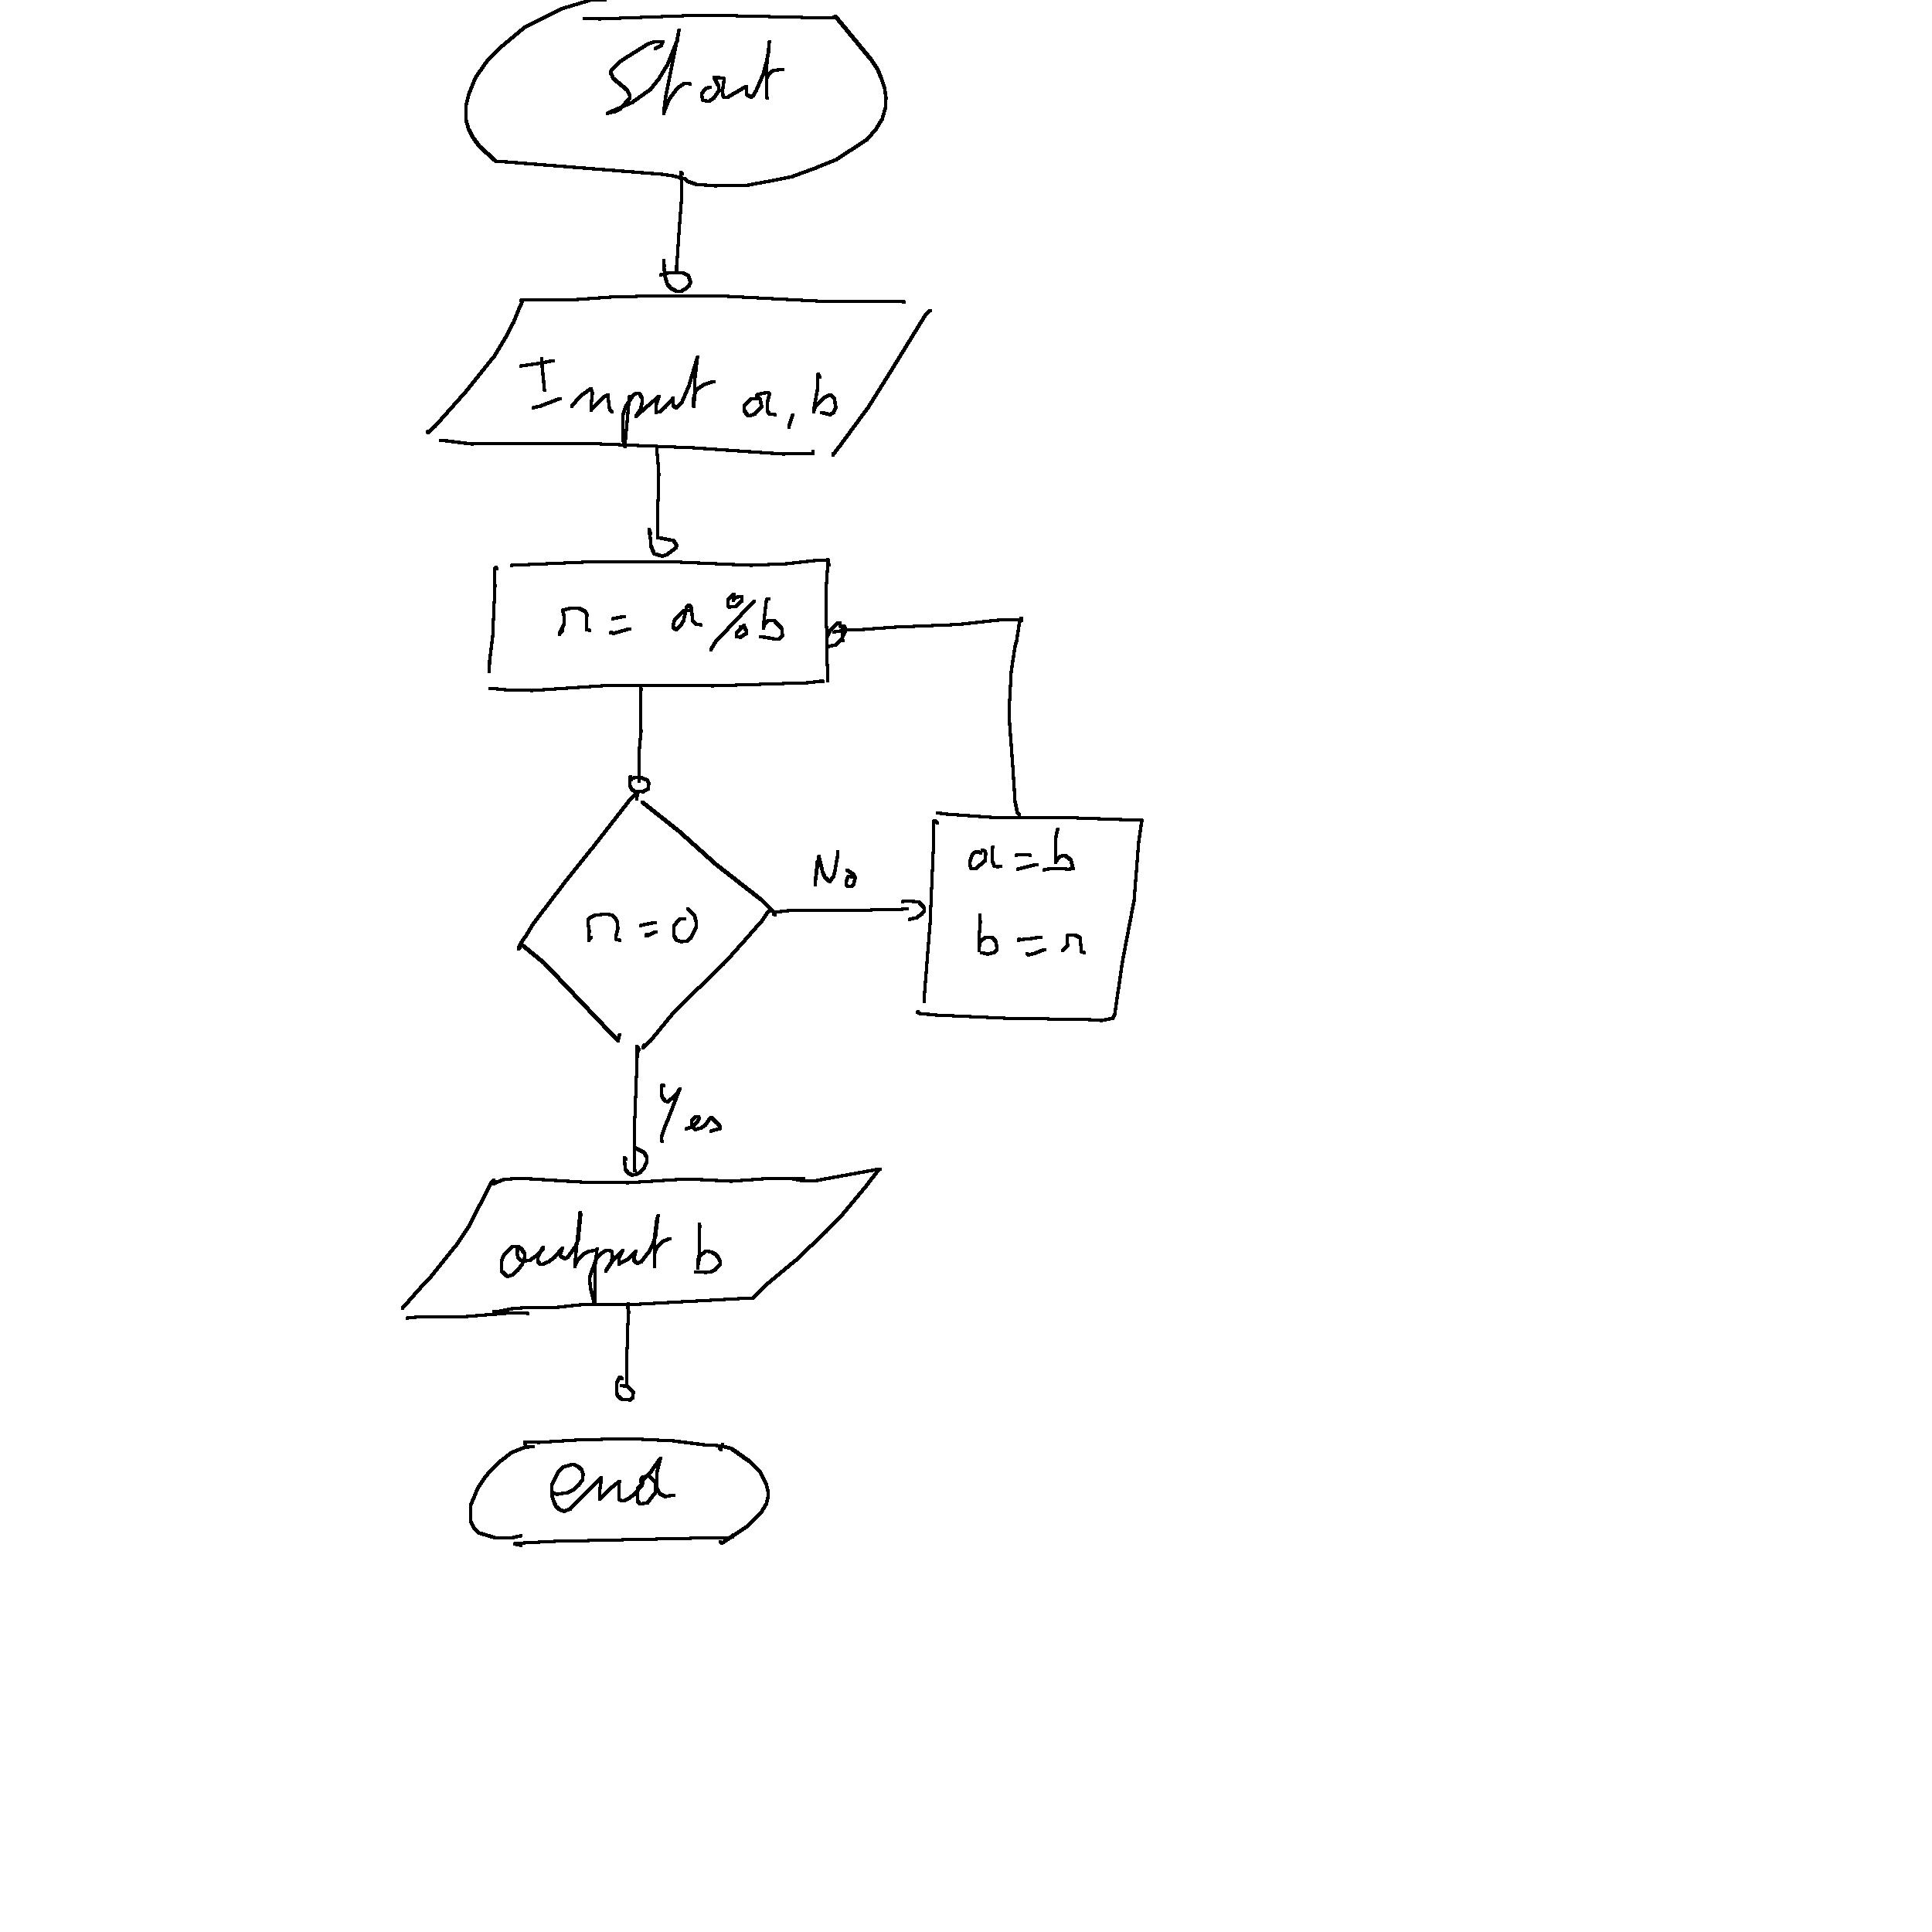 Start
Input a, b
r = a % b
r = 0
No
a = b
b = r
Yes
output b
end